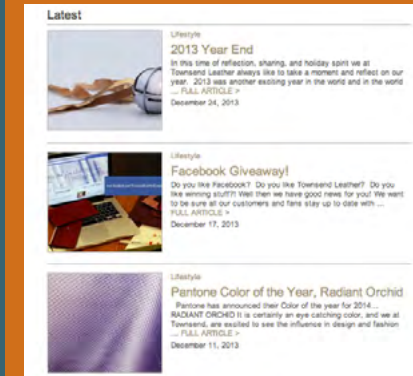 Latest
Lifestyle
2013 Year End
In this time of reflection, sharing, and holiday spirit we at
Townsend Leather always like to take a moment and reflect on our
year. 2013 was another exciting year in the world and in the world
... FULL ARTICLE >
December 24, 2013
Lifestyle
Facebook Giveaway!
Do you like Facebook? Do you like Townsend Leather? Do you
like winning stuff?! Well then we have good news for you! We want
to be sure all our customers and fans stay up to date with ...
FULL ARTICLE >
December 17, 2013
Lifestyle
Pantone Color of the Year, Radiant Orchid
Pantone has announced their Color of the year for 2014...
RADIANT ORCHID It is certainly an eye catching color, and we at
Townsend, are excited to see the influence in design and fashion
... FULL ARTICLE >
December 11, 2013